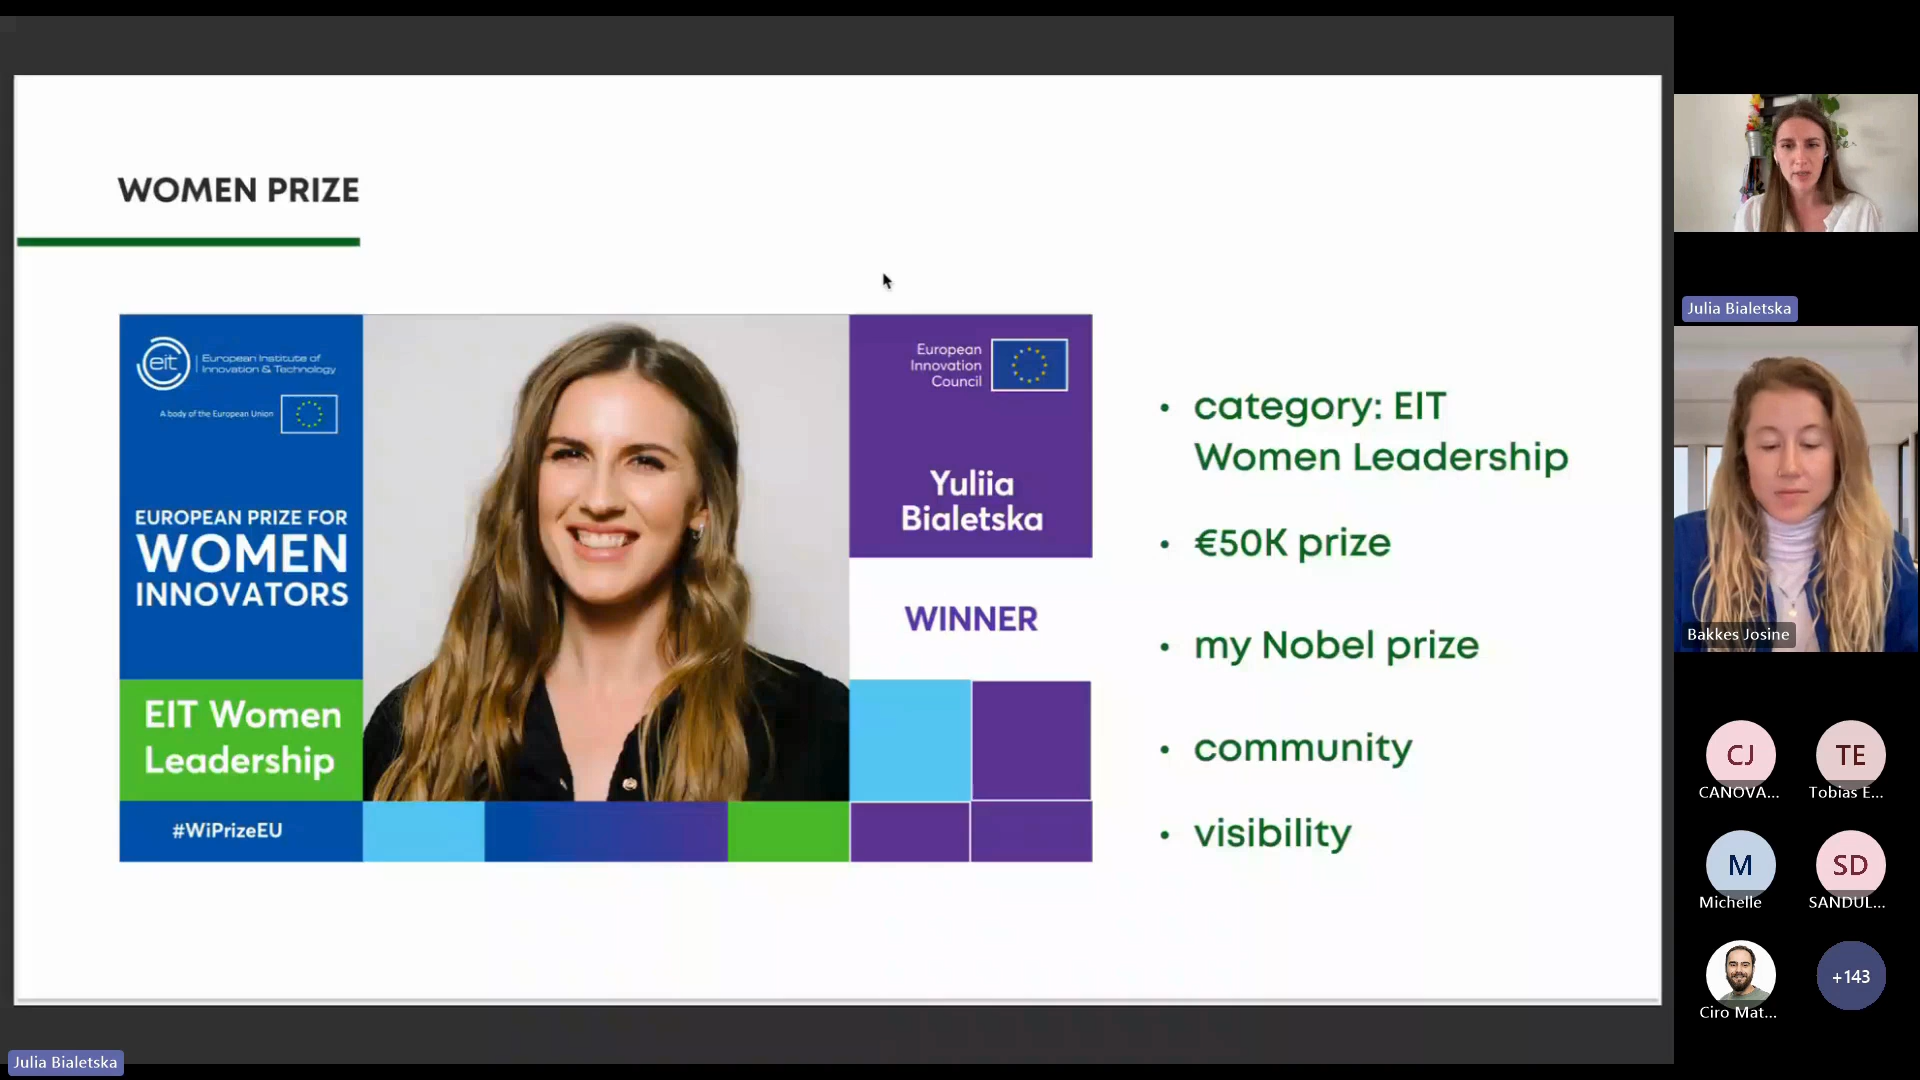 WOMEN PRIZE
eit
European Institute of
Innovation & Technology
A body of the European Union
EUROPEAN PRIZE FOR
WOMEN
INNOVATORS
EIT Women
Leadership
#WiPrizeEU
European
Innovation
Council
Yuliia
Bialetska
WINNER
• category: EIT
Women Leadership
• €50K prize
• my Nobel prize
• community
• visibility
Julia Bialetska
Bakkes Josine
CJ
CANOVA...
TE
Tobias E...
M
Michelle
SD
SANDUL...
Ciro Mat...
+143
Julia Bialetska